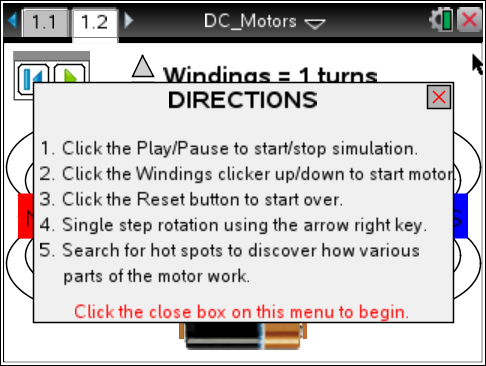 1.1 1.2 DC_Motors
Windings = 1 turns
DIRECTIONS
1. Click the Play/Pause to start/stop simulation.
2. Click the Windings clicker up/down to start motor.
3. Click the Reset button to start over.
4. Single step rotation using the arrow right key.
5. Search for hot spots to discover how various
parts of the motor work.
Click the close box on this menu to begin.